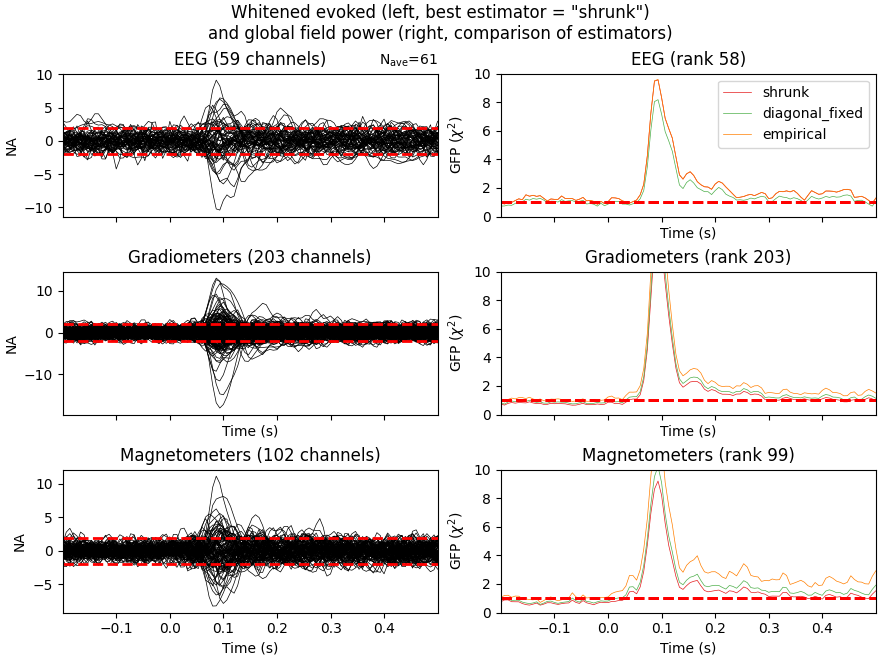 Whitened evoked (left, best estimator = "shrunk")
and global field power (right, comparison of estimators)
EEG (59 channels)
Nave=61
10
5
0
−5
−10
NA
EEG (rank 58)
10
8
6
4
2
0
GFP (χ²)
shrunk
diagonal_fixed
empirical
Time (s)
Gradiometers (203 channels)
10
0
−10
NA
Time (s)
Gradiometers (rank 203)
10
8
6
4
2
0
GFP (χ²)
Time (s)
Magnetometers (102 channels)
10
5
0
−5
NA
−0.1 0.0 0.1 0.2 0.3 0.4
Time (s)
Magnetometers (rank 99)
10
8
6
4
2
0
GFP (χ²)
−0.1 0.0 0.1 0.2 0.3 0.4
Time (s)